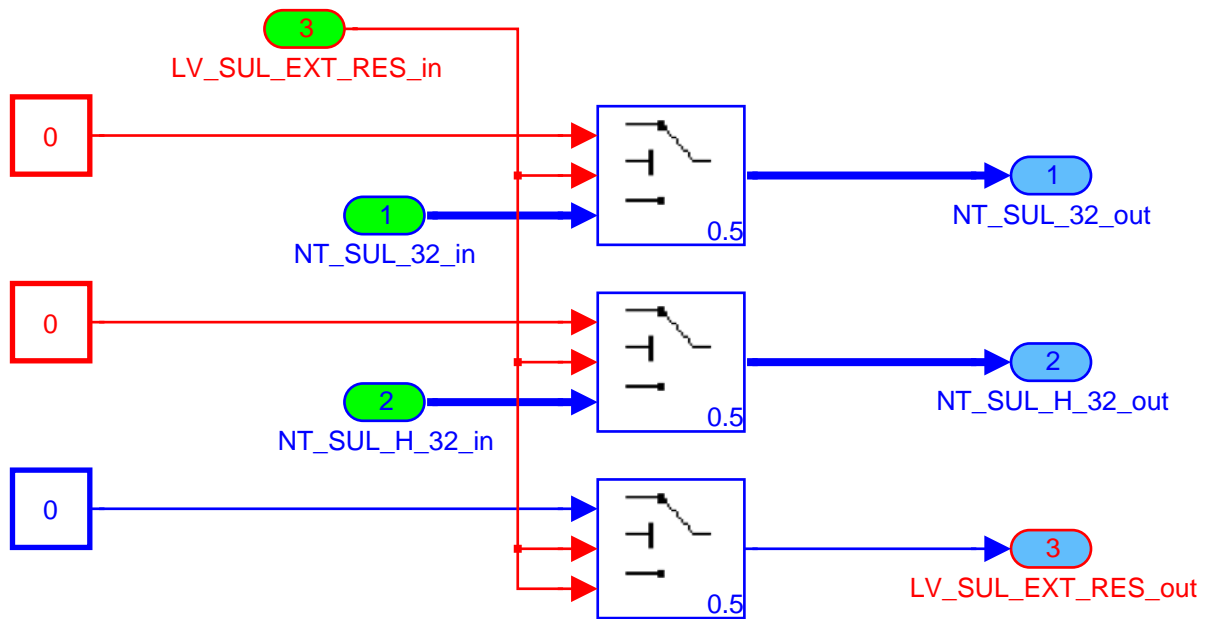 3
LV_SUL_EXT_RES_in
0
1
NT_SUL_32_in
0.5
1
NT_SUL_32_out
0
2
NT_SUL_H_32_in
0.5
2
NT_SUL_H_32_out
0
0.5
3
LV_SUL_EXT_RES_out